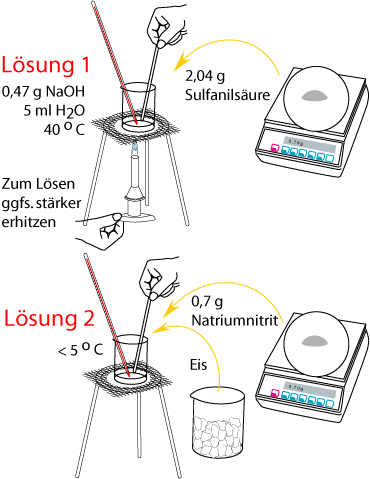 Lösung 1
0,47 g NaOH
5 ml H2O
40 o C
2,04 g
Sulfanilsäure
Zum Lösen
ggfs. stärker
erhitzen
Lösung 2
< 5 o C
0,7 g
Natriumnitrit
Eis